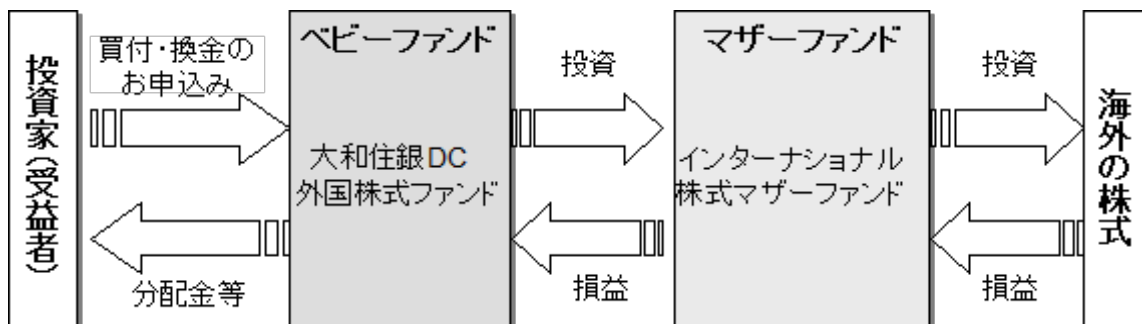 投資家（受益者）
買付・換金の
お申込み
分配金等
ベビーファンド
大和住銀DC
外国株式ファンド
投資
損益
マザーファンド
インターナショナル
株式マザーファンド
投資
損益
海外の株式